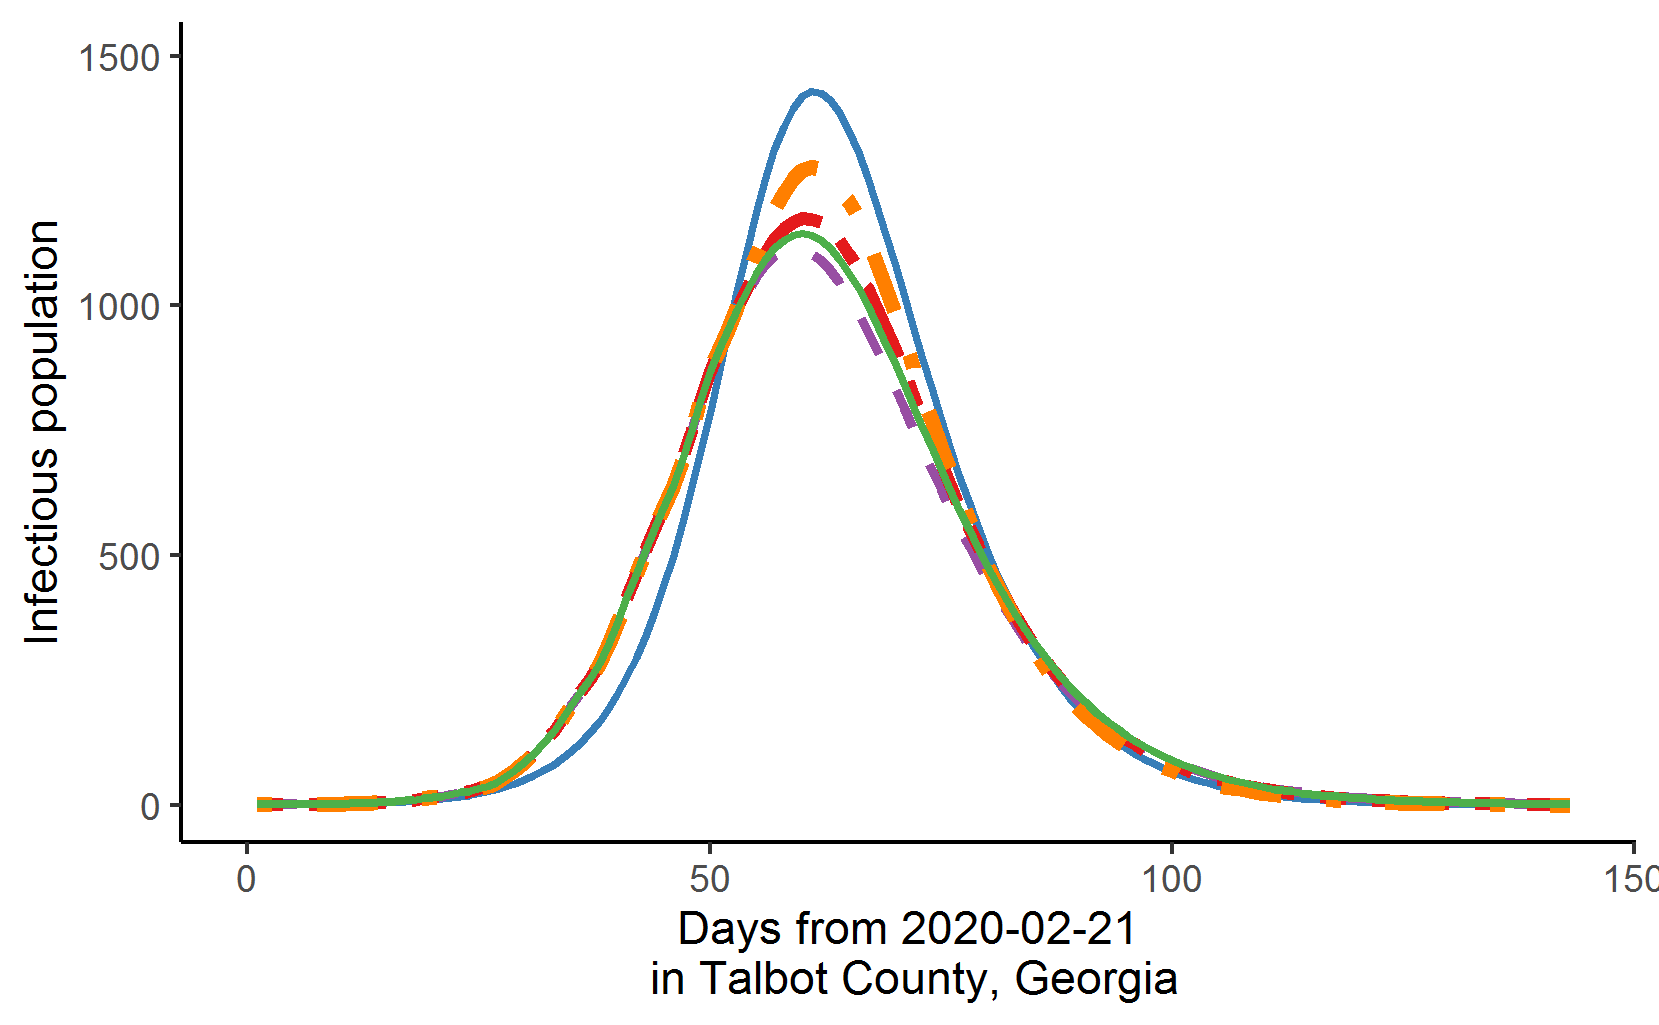 1500
1000
500
0
Infectious population
0 50 100 150
Days from 2020-02-21
in Talbot County, Georgia